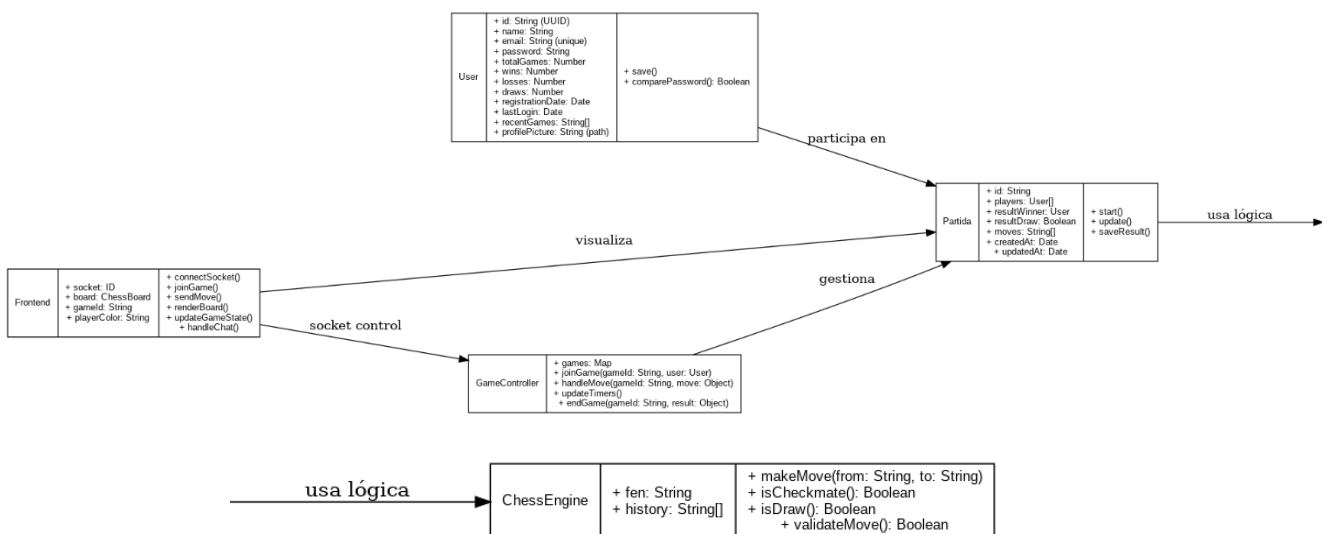 User
+ id: String (UUID)
+ name: String
+ email: String (unique)
+ password: String
+ totalGames: Number
+ wins: Number
+ losses: Number
+ draws: Number
+ registrationDate: Date
+ lastLogin: Date
+ recentGames: String[]
+ profilePicture: String (path)
+ save()
+ comparePassword(): Boolean
participa en
Partida
+ id: String
+ players: User[]
+ resultWinner: User
+ resultDraw: Boolean
+ moves: String[]
+ createdAt: Date
+ updatedAt: Date
+ start()
+ update()
+ saveResult()
usa lógica
visualiza
gestiona
Frontend
+ socket: ID
+ board: ChessBoard
+ gameId: String
+ playerColor: String
+ connectSocket()
+ joinGame()
+ sendMove()
+ renderBoard()
+ updateGameState()
+ handleChat()
socket control
GameController
+ games: Map
+ joinGame(gameId: String, user: User)
+ handleMove(gameId: String, move: Object)
+ updateTimers()
+ endGame(gameId: String, result: Object)
usa lógica
ChessEngine
+ fen: String
+ history: String[]
+ makeMove(from: String, to: String)
+ isCheckmate(): Boolean
+ isDraw(): Boolean
+ validateMove(): Boolean